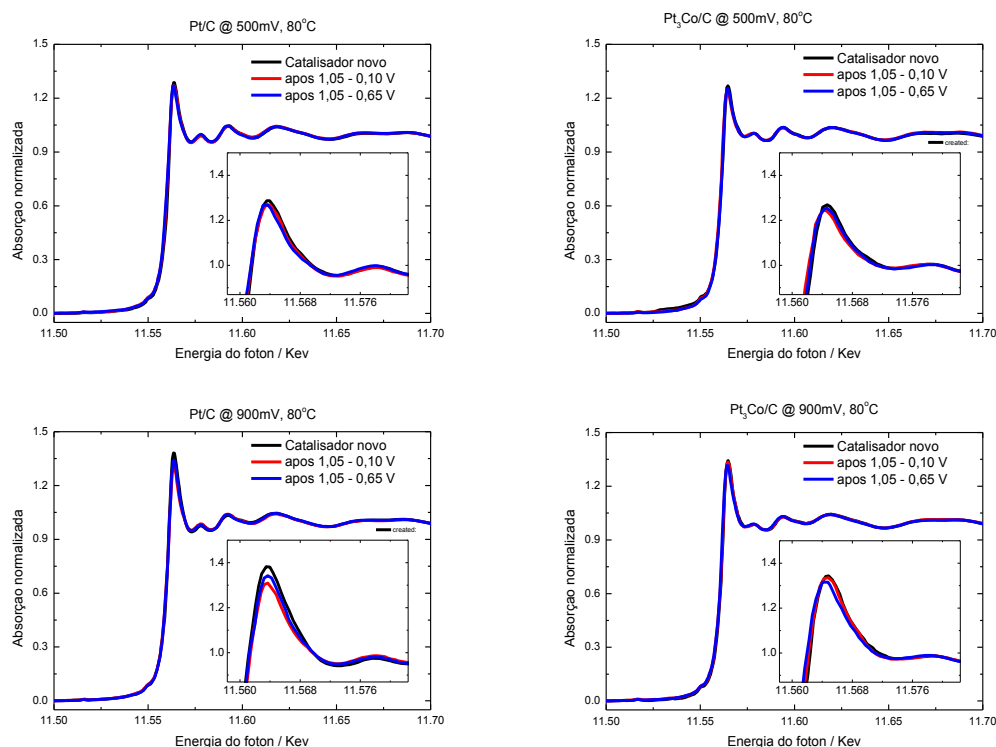 Pt/C @ 500mV, 80°C
1.5
1.2
0.9
0.6
0.3
0.0
Absorçao normalizada
Catalisador novo
apos 1,05 - 0,10 V
apos 1,05 - 0,65 V
1.4
1.2
1.0
11.560
11.568
11.576
11.50
11.55
11.60
11.65
11.70
Energia do foton / Kev
Pt3Co/C @ 500mV, 80°C
1.5
1.2
0.9
0.6
0.3
0.0
Absorçao normalizada
Catalisador novo
apos 1,05 - 0,10 V
apos 1,05 - 0,65 V
created:
1.4
1.2
1.0
11.560
11.568
11.576
11.50
11.55
11.60
11.65
11.70
Energia do foton / Kev
Pt/C @ 900mV, 80°C
1.5
1.2
0.9
0.6
0.3
0.0
Absorçao normalizada
Catalisador novo
apos 1,05 - 0,10 V
apos 1,05 - 0,65 V
created:
1.4
1.2
1.0
11.560
11.568
11.576
11.50
11.55
11.60
11.65
11.70
Energia do foton / Kev
Pt3Co/C @ 900mV, 80°C
1.5
1.2
0.9
0.6
0.3
0.0
Absorçao normalizada
Catalisador novo
apos 1,05 - 0,10 V
apos 1,05 - 0,65 V
1.4
1.2
1.0
11.560
11.568
11.576
11.50
11.55
11.60
11.65
11.70
Energia do foton / Kev